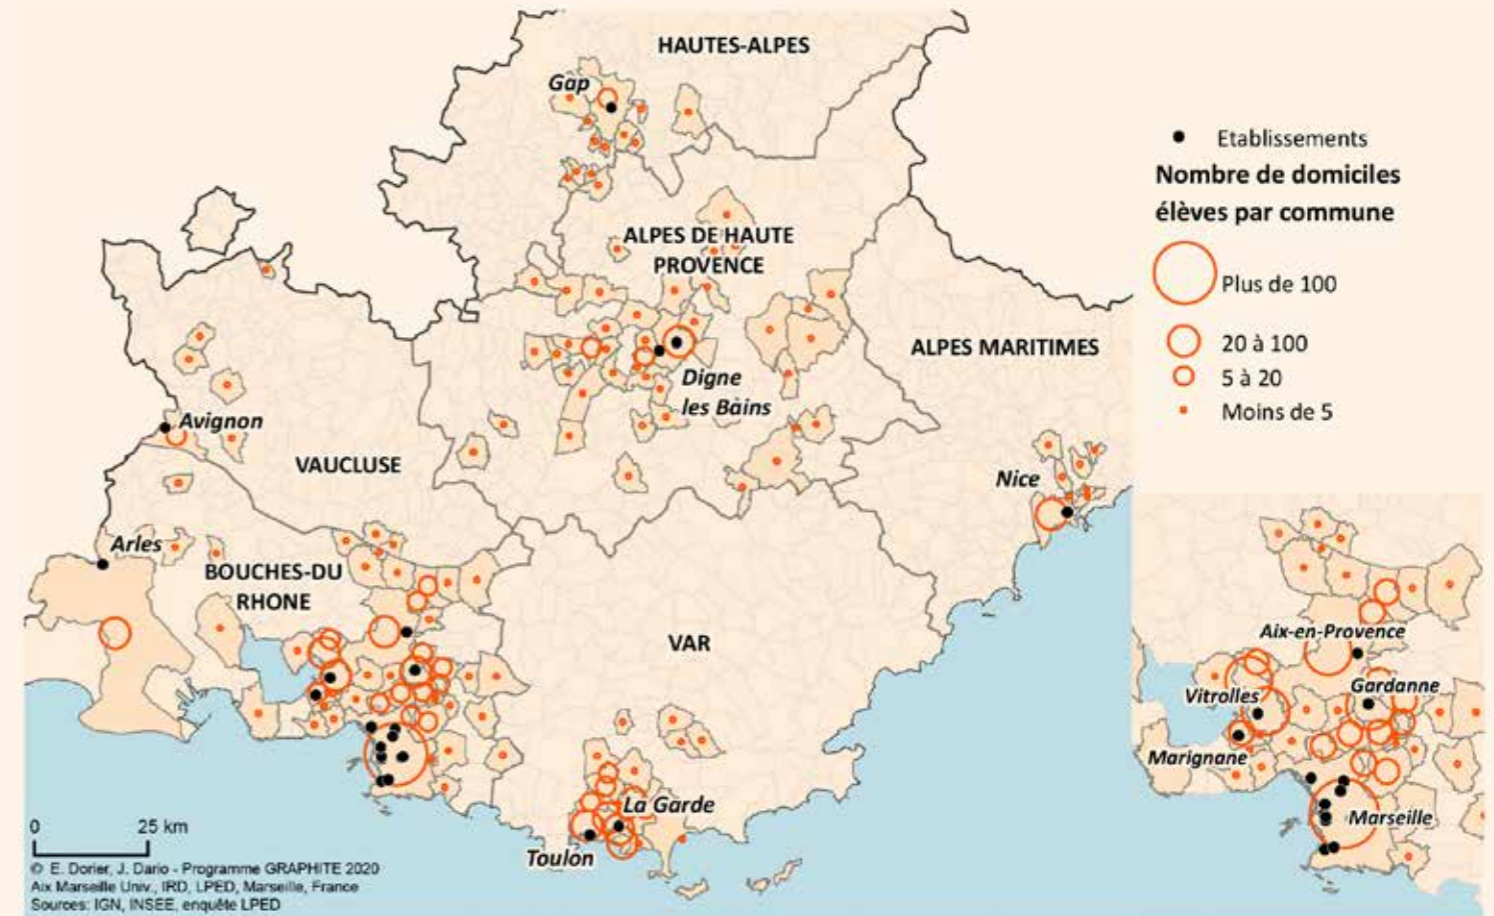 HAUTES-ALPES
Gap
ALPES DE HAUTE
PROVENCE
ALPES MARITIMES
Digne
les Bains
Avignon
VAUCLUSE
Nice
Arles
BOUCHES-DU
RHONE
VAR
La Garde
Toulon
Etablissements
Nombre de domiciles
élèves par commune
Plus de 100
20 à 100
5 à 20
Moins de 5
Aix-en-Provence
Gardanne
Vitrolles
Marignane
Marseille
0 25 km
© E. Dorier, J. Dario - Programme GRAPHITE 2020
Aix Marseille Univ., IRD, LPED, Marseille, France
Sources: IGN, INSEE, enquête LPED